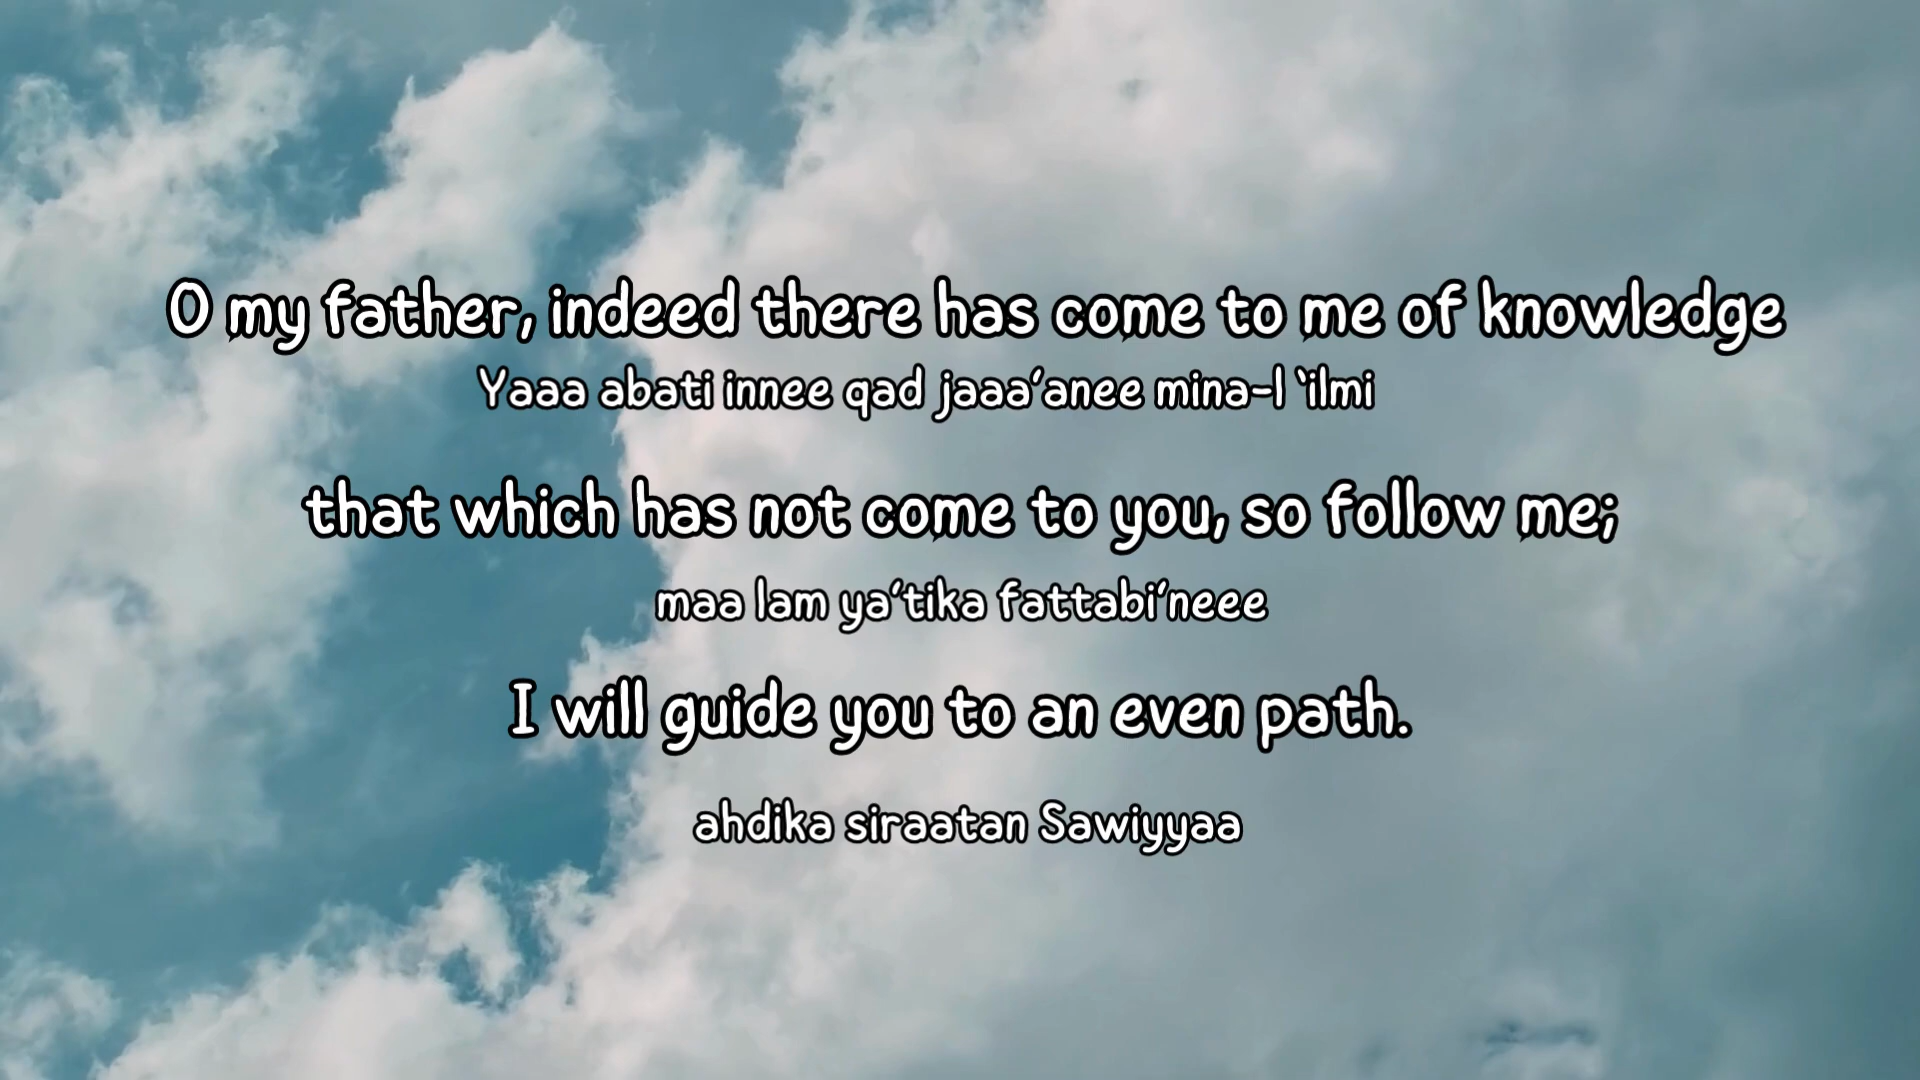 O my father, indeed there has come to me of knowledge
Yaaa abati innee qad jaaa’anee mina-l ‘ilmi
that which has not come to you, so follow me;
maa lam ya’tika fattabi’neee
I will guide you to an even path.
ahdika siraatan Sawiyyaa